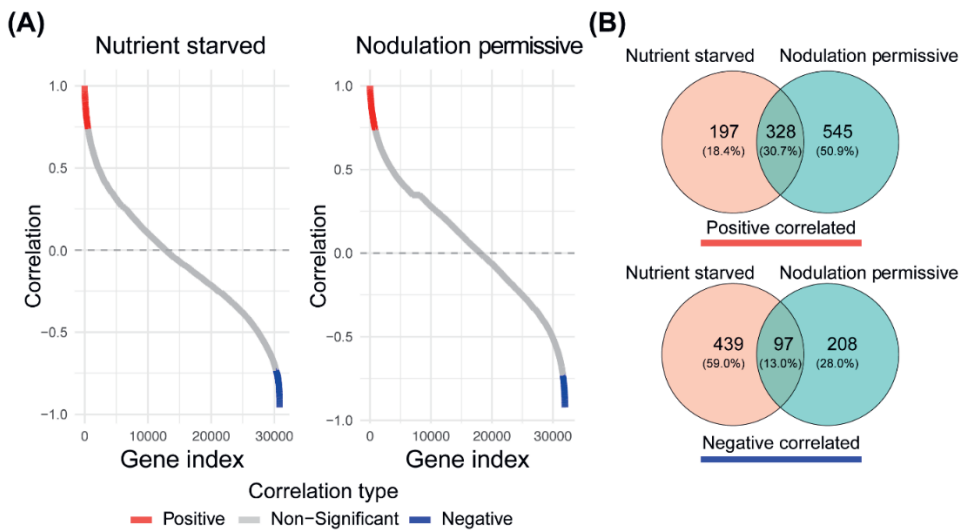 (A)
Nutrient starved
Nodulation permissive
Correlation
1.0
0.5
0.0
−0.5
−1.0
0
10000
20000
30000
Gene index
Correlation
1.0
0.5
0.0
−0.5
−1.0
0
10000
20000
30000
Gene index
Correlation type
Positive
Non−Significant
Negative
(B)
Nutrient starved
Nodulation permissive
197
(18.4%)
328
(30.7%)
545
(50.9%)
Positive correlated
Nutrient starved
Nodulation permissive
439
(59.0%)
97
(13.0%)
208
(28.0%)
Negative correlated